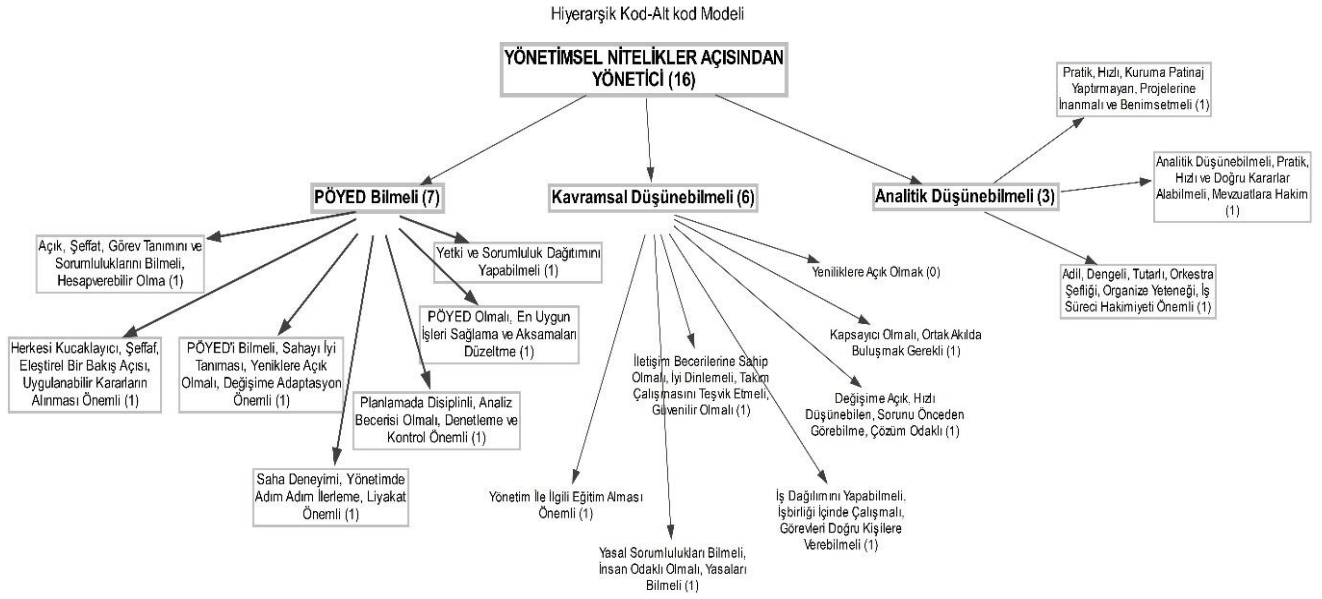 Hiyerarşik Kod-Alt kod Modeli
YÖNETİMSEL NİTELİKLER AÇISINDAN
YÖNETİCİ (16)
PÖYED Bilmeli (7)
Kavramsal Düşünebilmeli (6)
Analitik Düşünebilmeli (3)
Açık, Şeffat, Görev Tanımını ve
Sorumluluklarını Bilmeli,
Hesapverebilir Olma (1)
Herkesi Kucaklayıcı, Şeffaf,
Eleştirel Bir Bakış Açısı,
Uygulanabilir Kararların
Alınması Önemli (1)
PÖYED'i Bilmeli, Sahayı İyi
Tanıması, Yeniklere Açık
Olmalı, Değişime Adaptasyon
Önemli (1)
Saha Deneyimi, Yönetimde
Adım Adım İlerleme, Liyakat
Önemli (1)
Planlamada Disiplinli, Analiz
Becerisi Olmalı, Denetleme ve
Kontrol Önemli (1)
PÖYED Olmalı, En Uygun
İşleri Sağlama ve Aksamaları
Düzeltme (1)
Yetki ve Sorumluluk Dağıtımını
Yapabilmeli (1)
Yönetim İle İlgili Eğitim Alması
Önemli (1)
Yasal Sorumlulukları Bilmeli,
İnsan Odaklı Olmalı, Yasaları
Bilmeli (1)
İletişim Becerilerine Sahip
Olmalı, İyi Dinlemeli, Takım
Çalışmasını Teşvik Etmeli,
Güvenilir Olmalı (1)
İş Dağılımını Yapabilmeli,
İşbirliği İçinde Çalışmalı,
Görevleri Doğru Kişilere
Verebilmeli (1)
Değişime Açık, Hızlı
Düşünebilen, Sorunu Önceden
Görebilme, Çözüm Odaklı (1)
Kapsayıcı Olmalı, Ortak Akılda
Buluşmak Gerekli (1)
Yeniliklere Açık Olmak (0)
Pratik, Hızlı, Kuruma Patinaj
Yaptırmayan, Projelerine
İnanmalı ve Benimsetmeli (1)
Analitik Düşünebilmeli, Pratik,
Hızlı ve Doğru Kararlar
Alabilmeli, Mevzuatlara Hakim
(1)
Adil, Dengeli, Tutarlı, Orkestra
Şefliği, Organize Yeteneği, İş
Süreci Hakimiyeti Önemli (1)